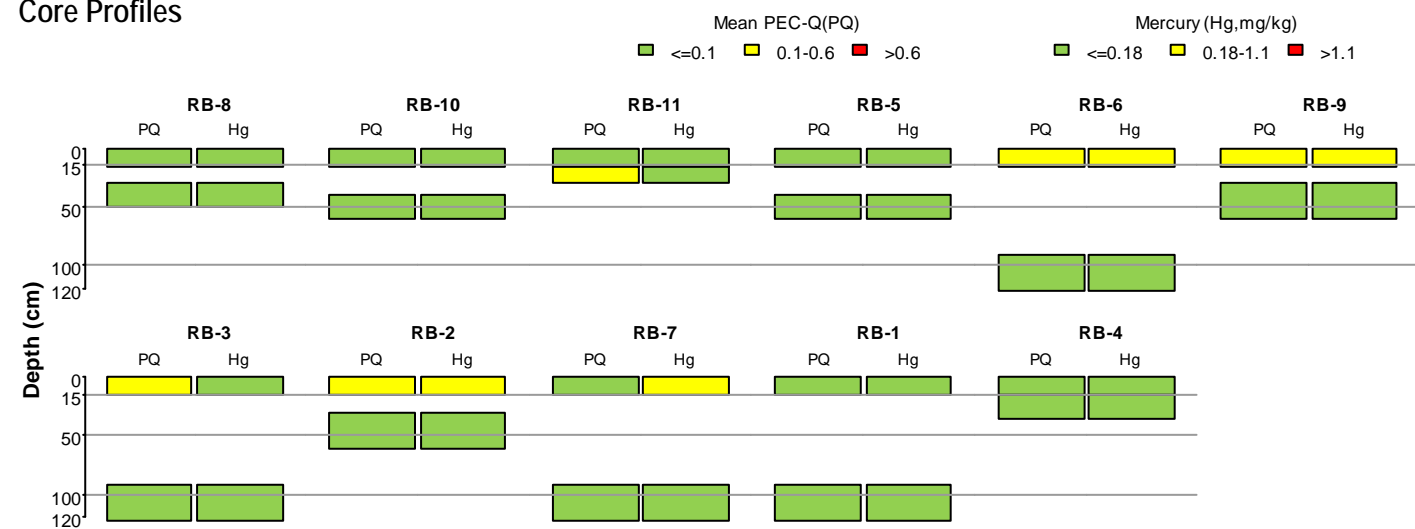 Core Profiles
Mean PEC-Q(PQ)
<=0.1 0.1-0.6 >0.6
Mercury (Hg,mg/kg)
<=0.18 0.18-1.1 >1.1
RB-8 RB-10 RB-11 RB-5 RB-6 RB-9
PQ Hg PQ Hg PQ Hg PQ Hg PQ Hg PQ Hg
0
15
50
100
120
Depth (cm)
RB-3 RB-2 RB-7 RB-1 RB-4
PQ Hg PQ Hg PQ Hg PQ Hg PQ Hg
0
15
50
100
120